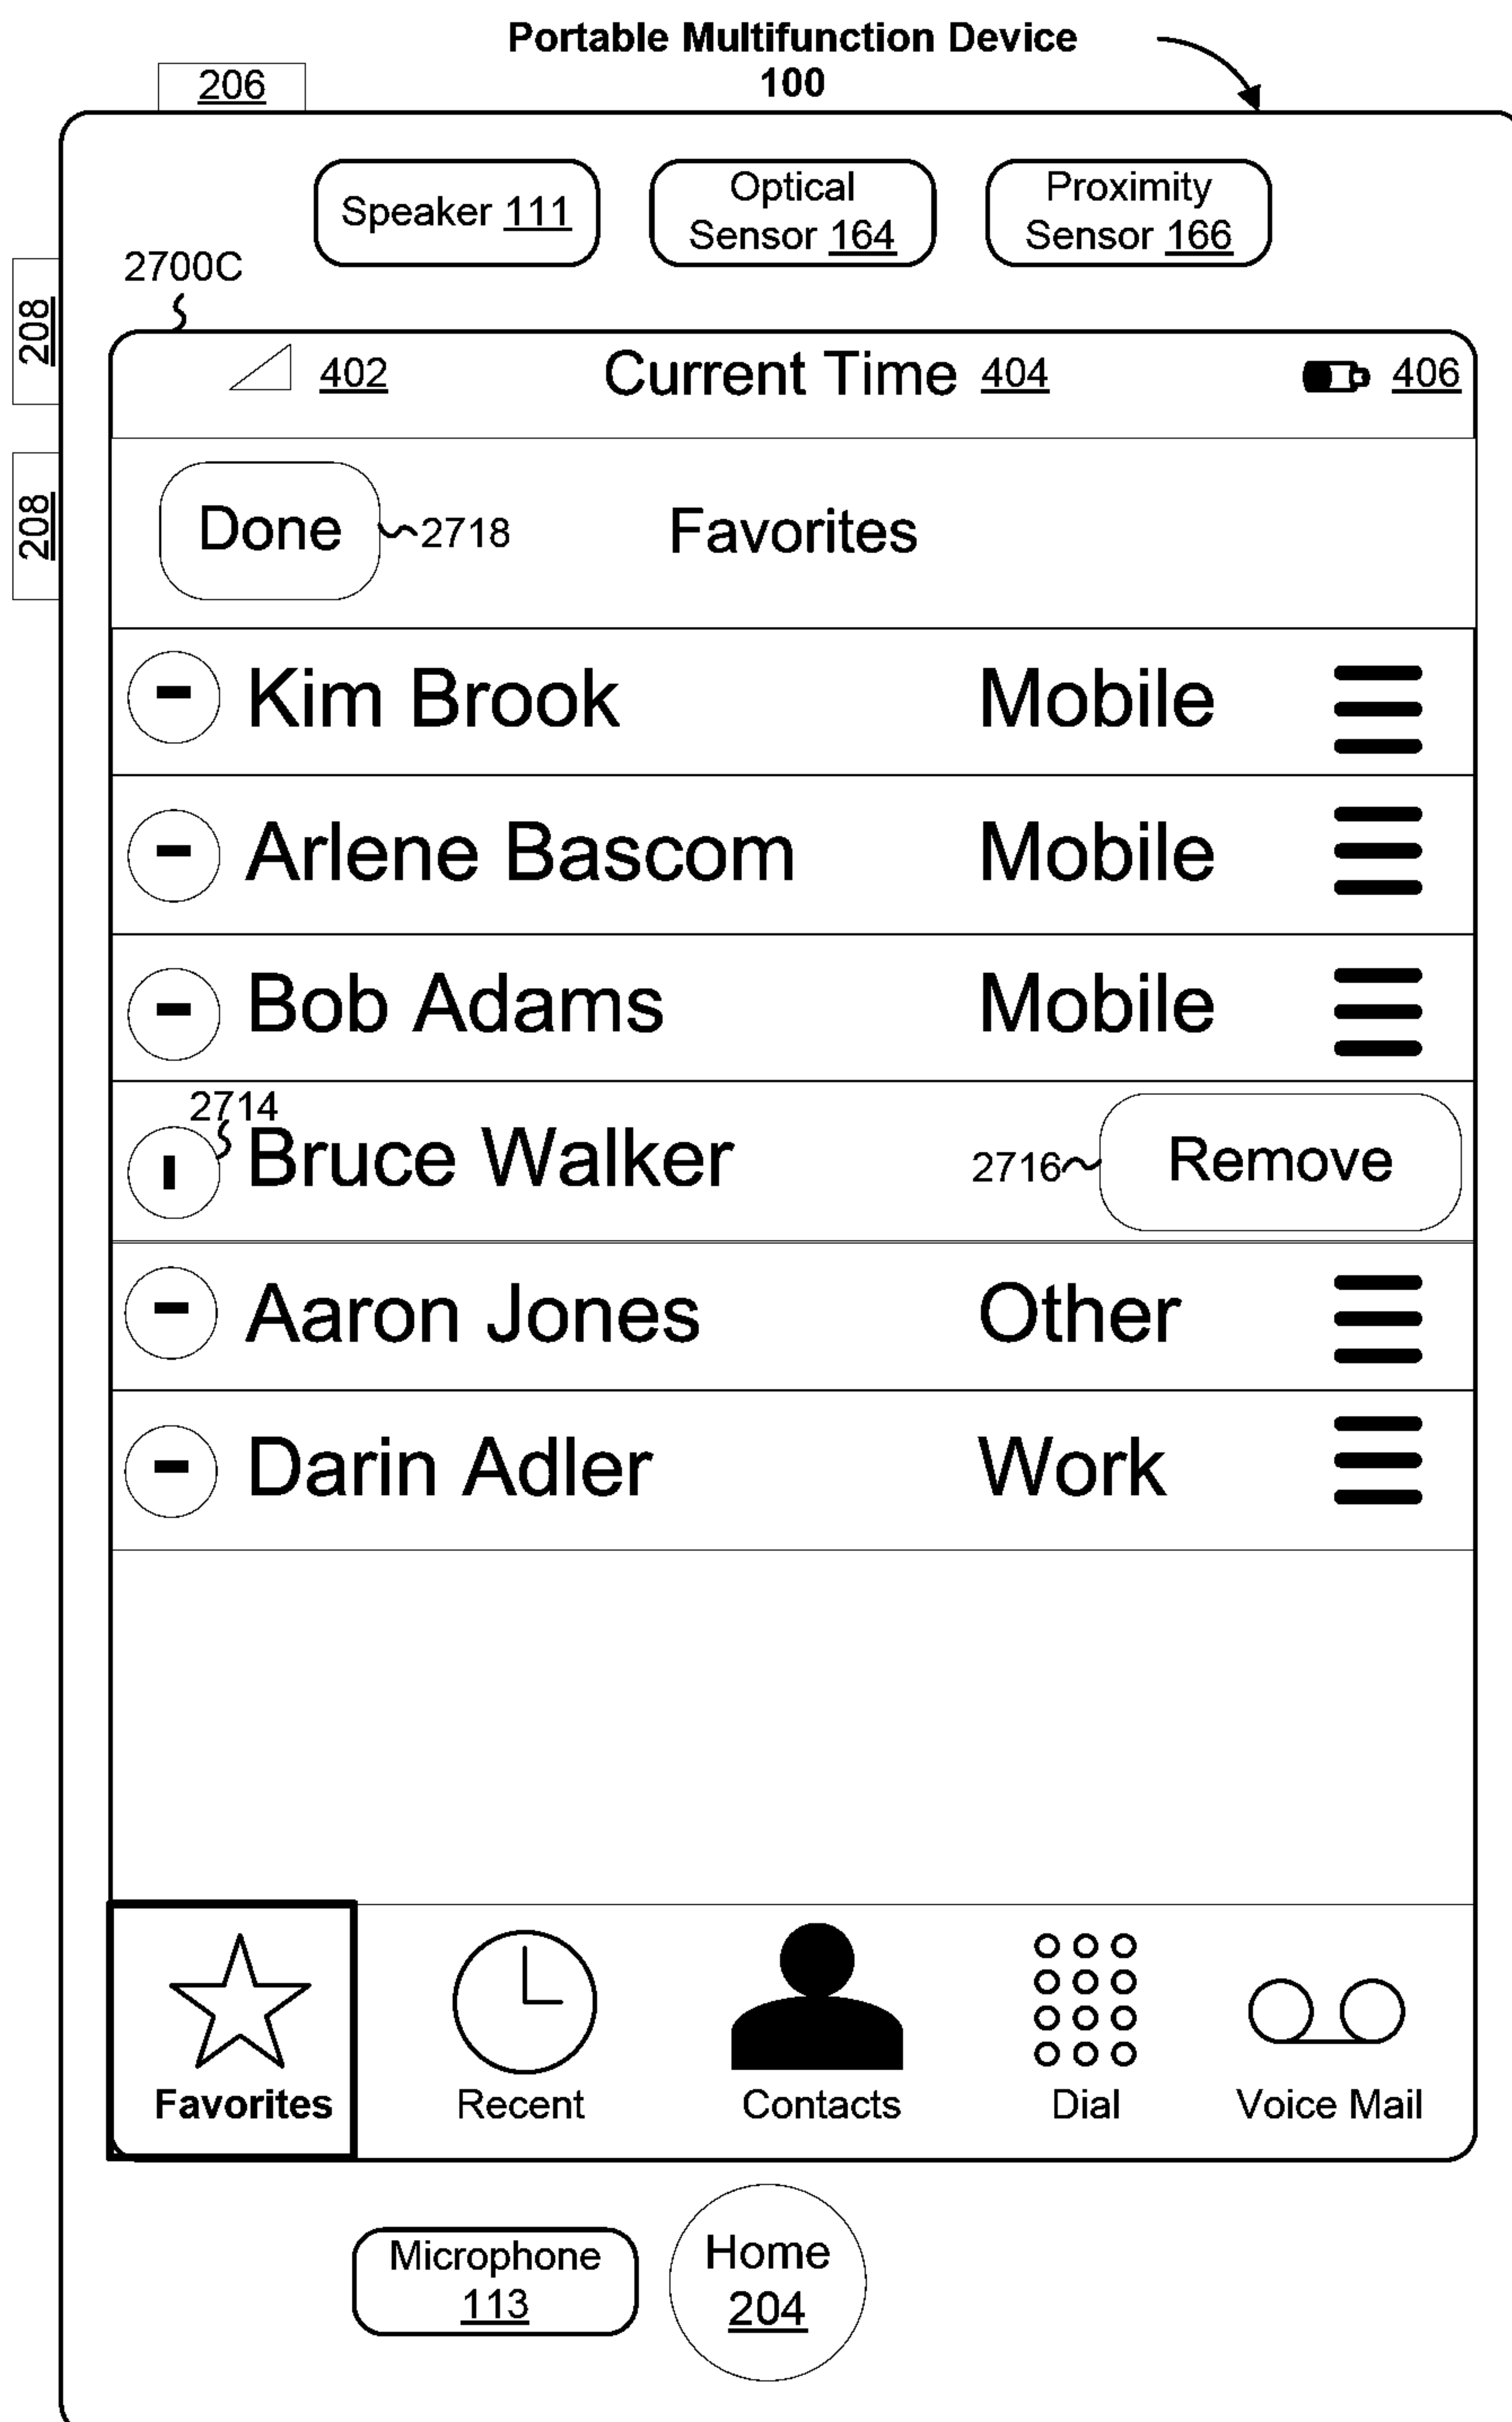 Portable Multifunction Device
100
206
Speaker 111
Optical
Sensor 164
Proximity
Sensor 166
2700C
208
402 Current Time 404 406
208
Done 2718 Favorites
Kim Brook Mobile
Arlene Bascom Mobile
Bob Adams Mobile
2714
Bruce Walker 2716 Remove
Aaron Jones Other
Darin Adler Work
Favorites Recent Contacts Dial Voice Mail
Microphone
113
Home
204